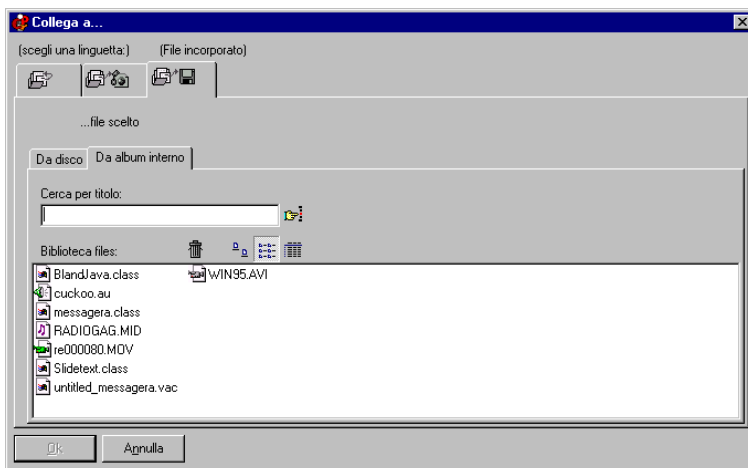 Collega a...
(scegli una linguetta:) (File incorporato)
...file scelto
Da disco Da album interno
Cerca per titolo:
Biblioteca files:
BlandJava.class WIN95.AVI
cuckoo.au
messagera.class
RADIOGAG.MID
re000080.MOV
Slidetext.class
untitled_messagera.vac
Ok Annulla